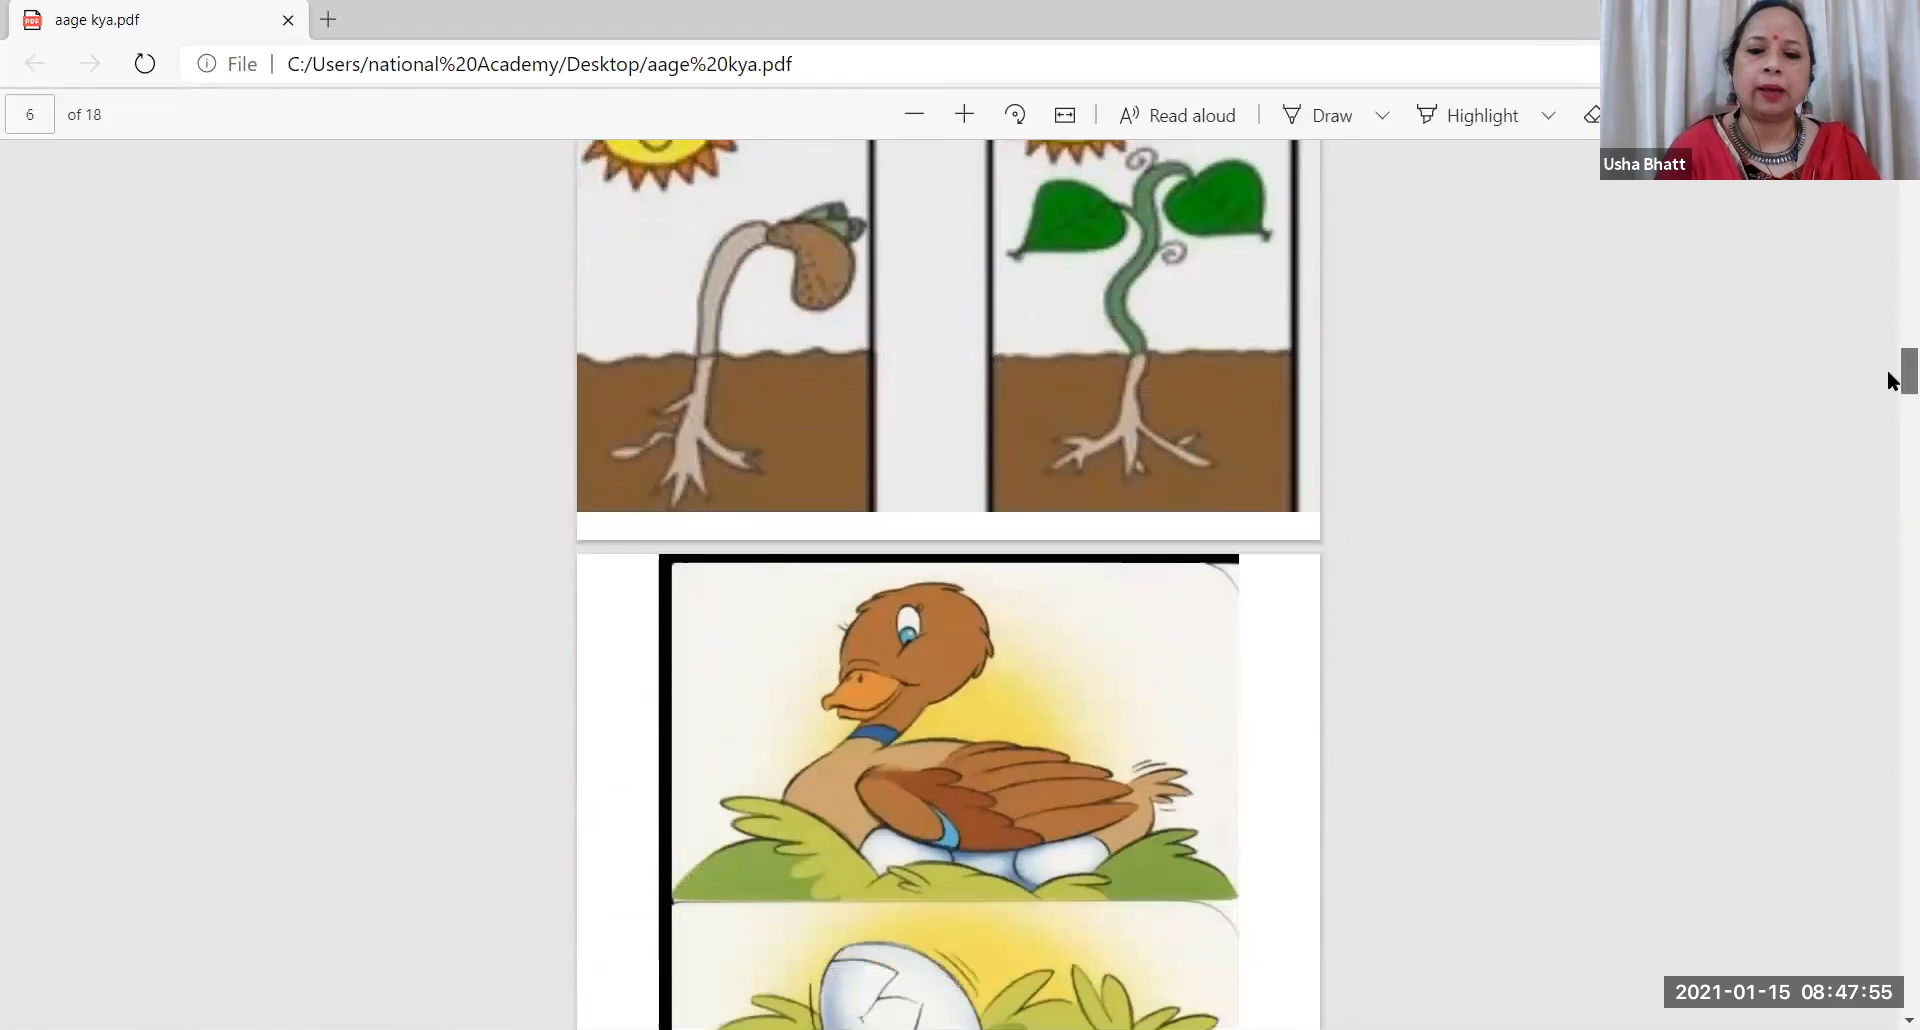 aage kya.pdf
File | C:/Users/national%20Academy/Desktop/aage%20kya.pdf
6 of 18 Read aloud Draw Highlight
Usha Bhatt
2021-01-15 08:47:55